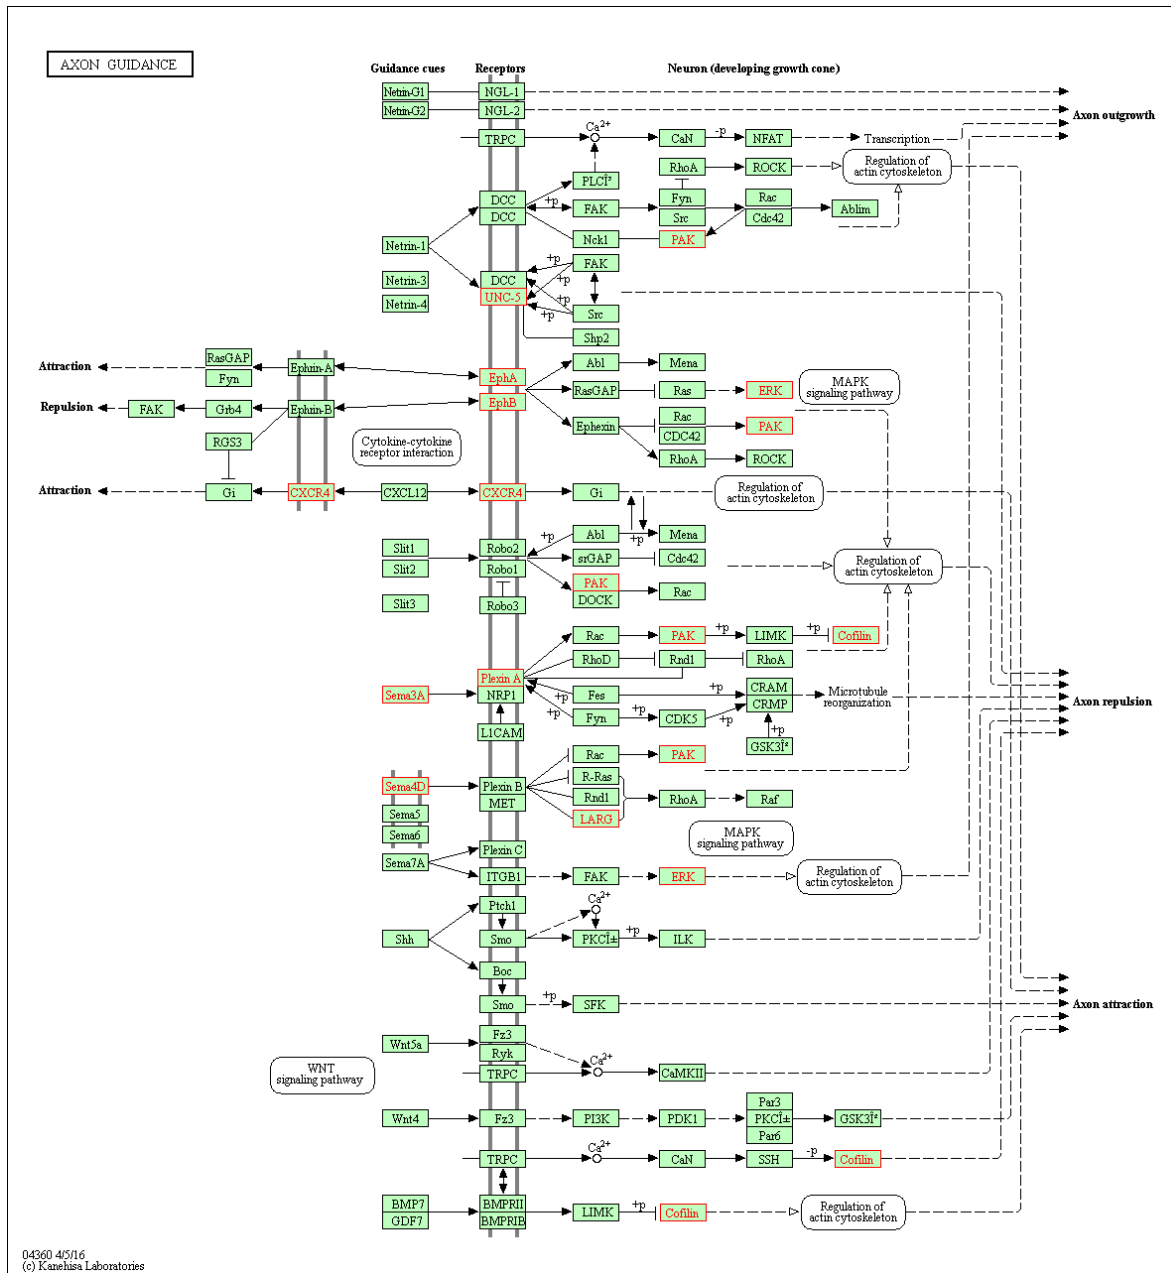 AXON GUIDANCE
Guidance cues Receptors Neuron (developing growth cone)
Netrin-G1 NGL-1
Netrin-G2 NGL-2
Axon outgrowth
Ca2+
TRPC CaN -p NFAT Transcription
RhoA ROCK Regulation of
actin cytoskeleton
PLCÎ³
DCC +p FAK Fyn Rac Ablim
DCC Src Cdc42
Netrin-1 Nck1 PAK
+p FAK
Netrin-3 DCC +p
UNC-5
Netrin-4 +p Src
+p
Shp2
RasGAP Abl Mena
Attraction Ephrin-A
Fyn EphA MAPK
signaling pathway
RasGAP Ras ERK
Repulsion FAK Grb4 Ephrin-B EphB
Rac
Ephexin PAK
CDC42
RGS3 Cytokine-cytokine
receptor interaction
RhoA ROCK
Attraction Gi CXCR4 CXCL12 CXCR4 Gi Regulation of
actin cytoskeleton
+p Abl +p Mena
Slit1 Robo2
srGAP Cdc42
Slit2 Robo1 Regulation of
actin cytoskeleton
PAK
DOCK Rac
Slit3 Robo3
Rac PAK +p LIMK +p Cofilin
RhoD Rnd1 RhoA
Plexin A
Sema3A NRP1 +p Fes +p CRAM Microtubule
reorganization
Axon repulsion
CRMP
+p Fyn +p CDK5 +p
+p
L1CAM GSK3Î²
Rac PAK
R-Ras
Sema4D Plexin B
MET Rnd1 RhoA Raf
Sema5 LARG
Sema6 MAPK
signaling pathway
Plexin C
Sema7A
ITGB1 FAK ERK Regulation of
actin cytoskeleton
Ptch1 Ca2+
Shh Smo PKCÎ± +p ILK
Boc
Smo +p SFK
Axon attraction
Fz3
Wnt5a Ryk Ca2+
WNT
signaling pathway
TRPC CaMKII
Par3
Wnt4 Fz3 PI3K PDK1 PKCÎ± GSK3Î²
Par6
Ca2+
TRPC CaN SSH -p Cofilin
BMP7 BMPRII
GDF7 BMPRIB LIMK +p Cofilin Regulation of
actin cytoskeleton
04360 4/5/16
(c) Kanehisa Laboratories